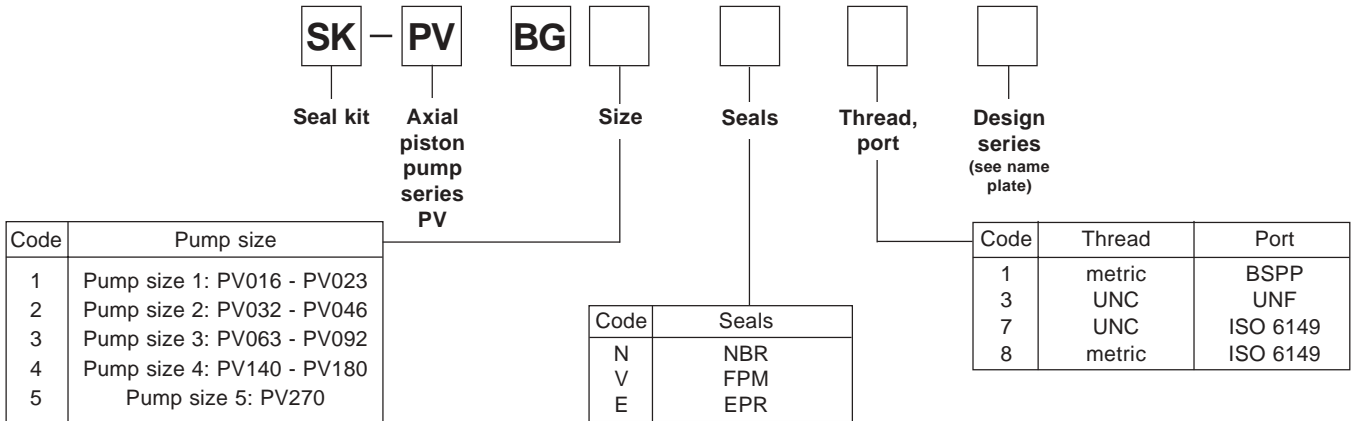 SK – PV BG
Seal kit
Axial
piston
pump
series
PV
Size
Seals
Thread,
port
Design
series
(see name
plate)
Code Pump size
1 Pump size 1: PV016 - PV023
2 Pump size 2: PV032 - PV046
3 Pump size 3: PV063 - PV092
4 Pump size 4: PV140 - PV180
5 Pump size 5: PV270
Code Seals
N NBR
V FPM
E EPR
Code Thread Port
1 metric BSPP
3 UNC UNF
7 UNC ISO 6149
8 metric ISO 6149